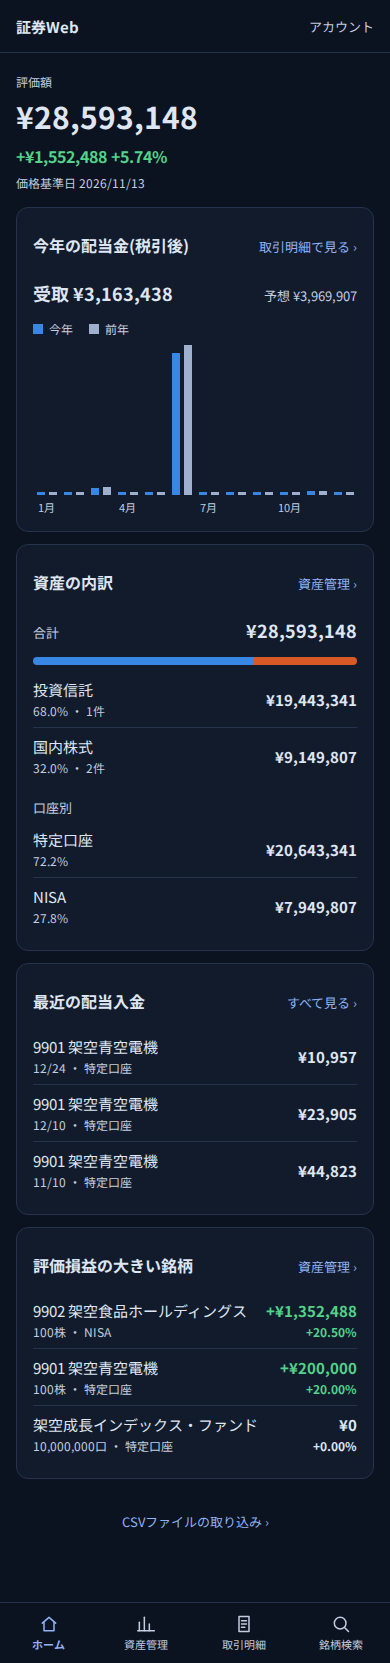 証券Web
アカウント
評価額
¥28,593,148
+¥1,552,488 +5.74%
価格基準日 2026/11/13
今年の配当金(税引後)
取引明細で見る ›
受取 ¥3,163,438
予想 ¥3,969,907
今年 前年
1月 4月 7月 10月
資産の内訳
資産管理 ›
合計
¥28,593,148
投資信託
¥19,443,341
68.0% ・ 1件
国内株式
¥9,149,807
32.0% ・ 2件
口座別
特定口座
¥20,643,341
72.2%
NISA
¥7,949,807
27.8%
最近の配当入金
すべて見る ›
9901 架空青空電機
¥10,957
12/24 ・ 特定口座
9901 架空青空電機
¥23,905
12/10 ・ 特定口座
9901 架空青空電機
¥44,823
11/10 ・ 特定口座
評価損益の大きい銘柄
資産管理 ›
9902 架空食品ホールディングス
+¥1,352,488
100株 ・ NISA
+20.50%
9901 架空青空電機
+¥200,000
100株 ・ 特定口座
+20.00%
架空成長インデックス・ファンド
¥0
10,000,000口 ・ 特定口座
+0.00%
CSVファイルの取り込み ›
ホーム 資産管理 取引明細 銘柄検索